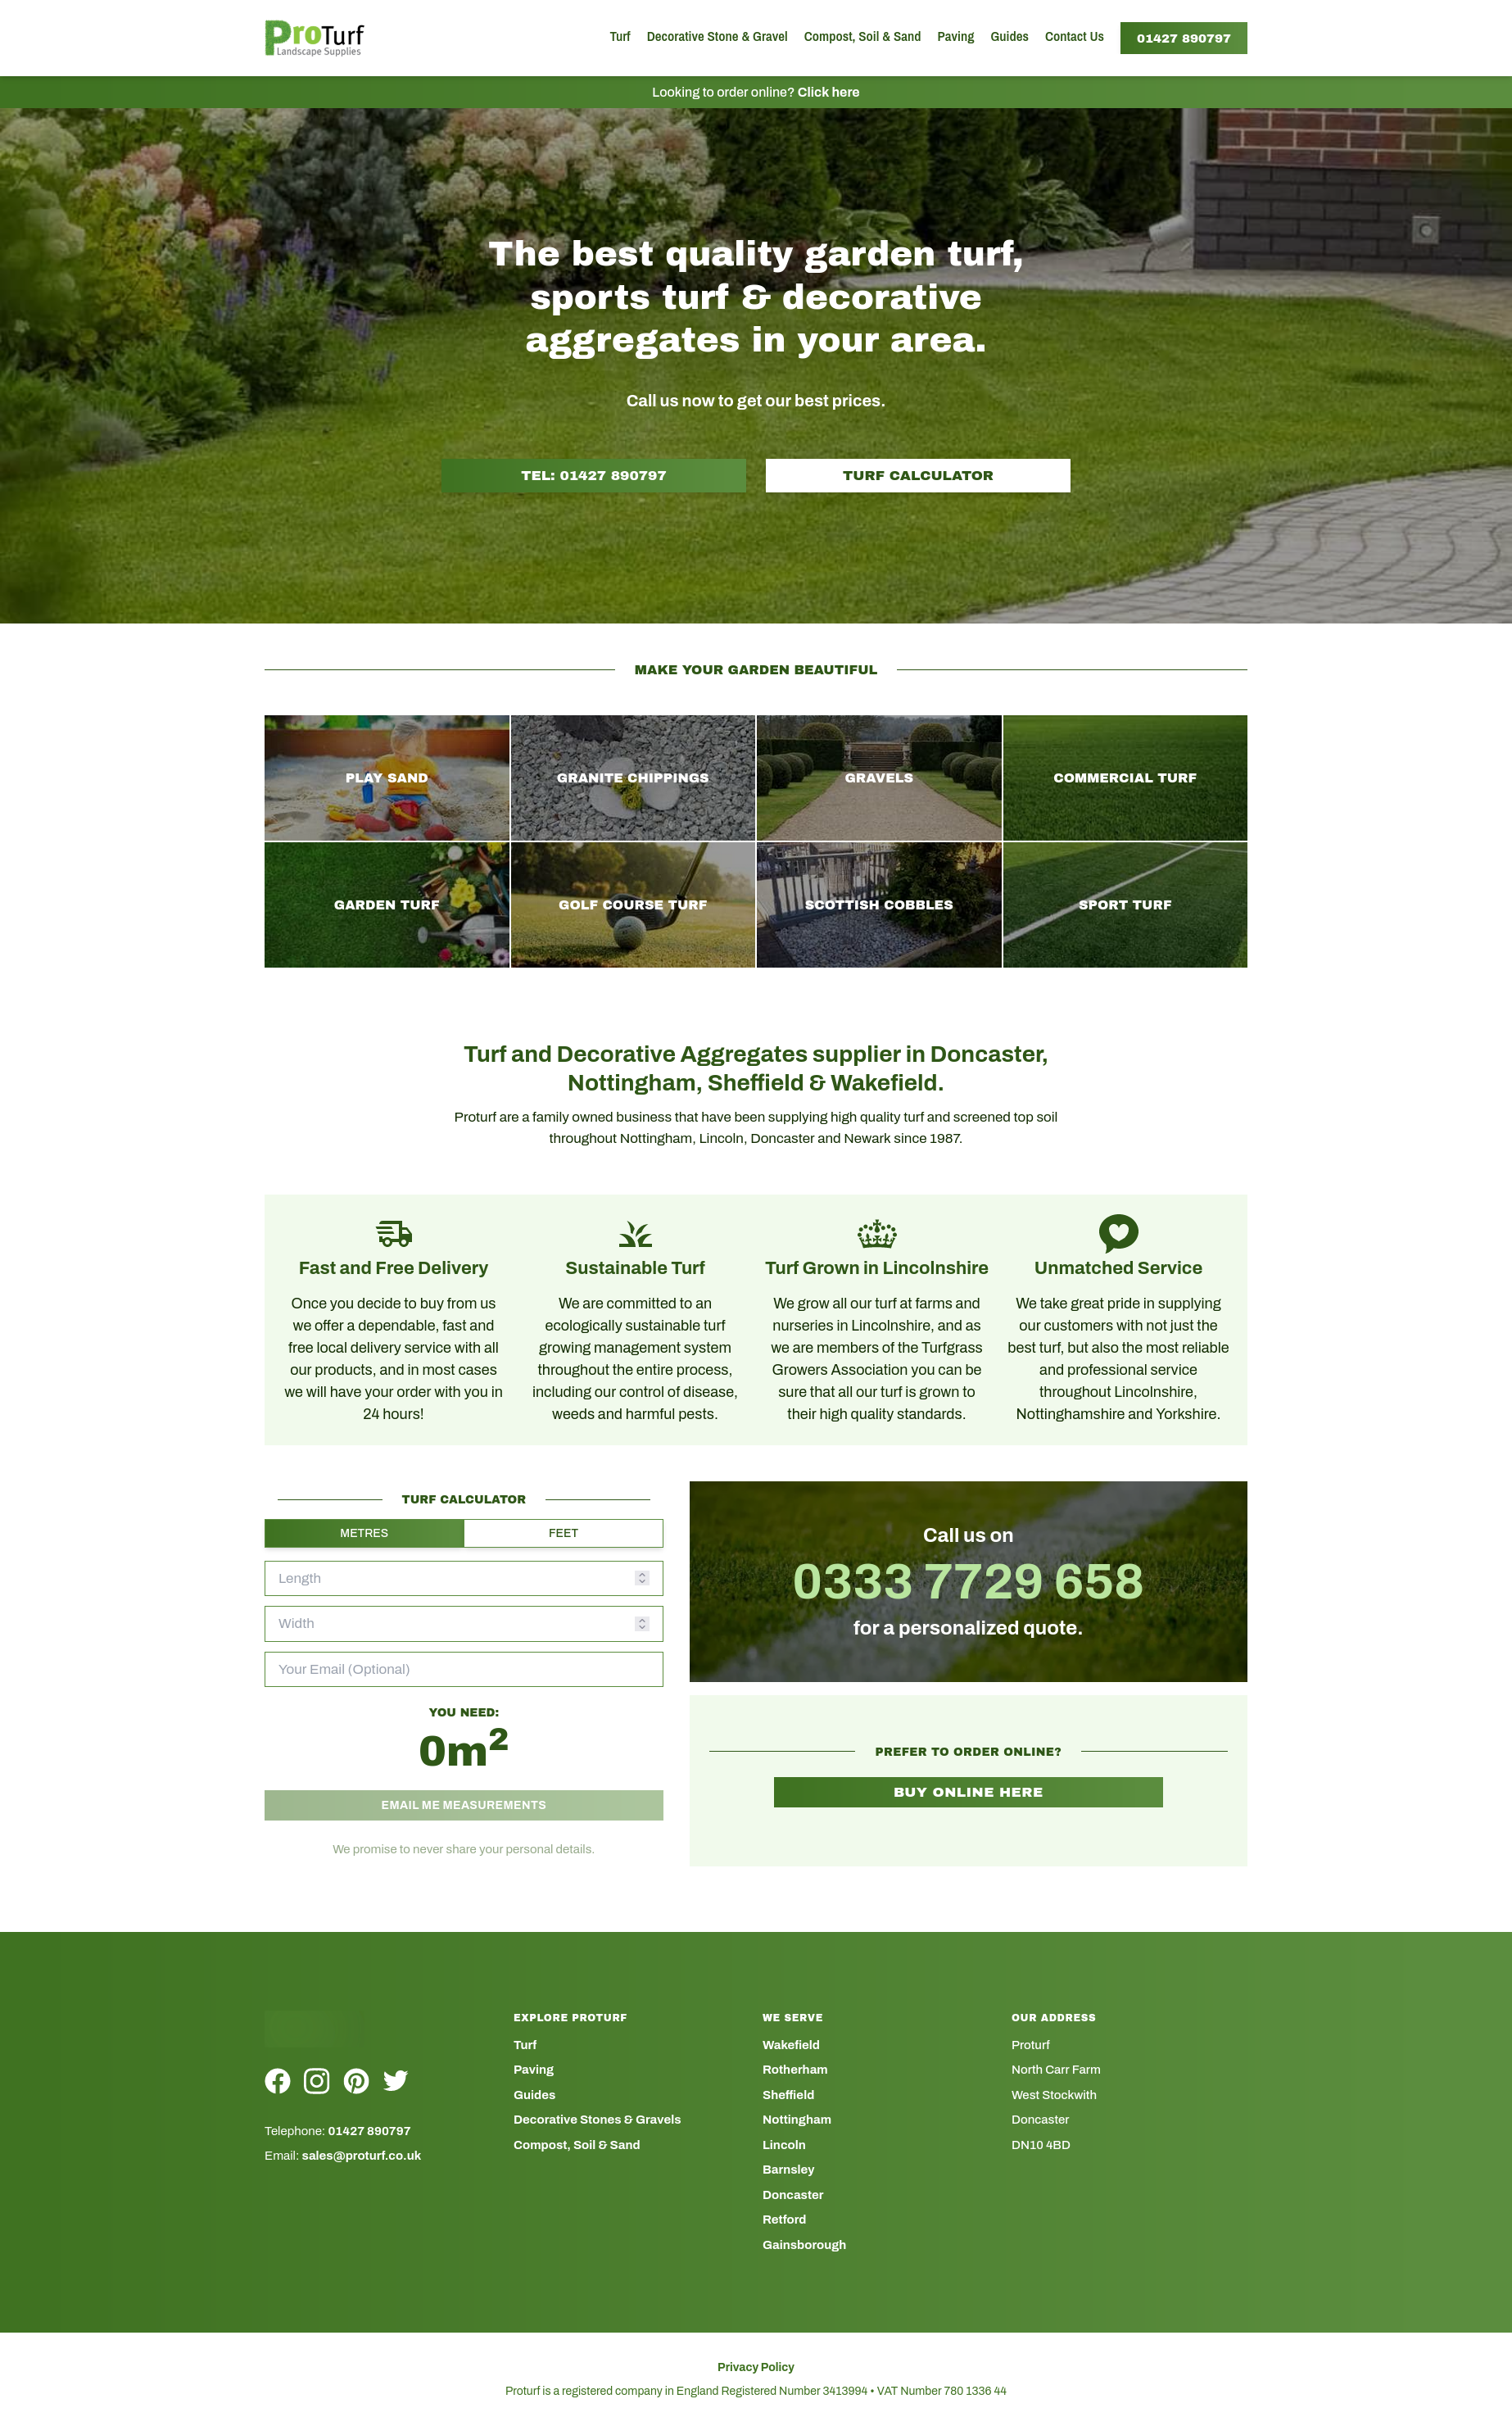 ProTurf
Landscape Supplies
Turf
Decorative Stone & Gravel
Compost, Soil & Sand
Paving
Guides
Contact Us
01427 890797
Looking to order online? Click here
The best quality garden turf,
sports turf & decorative
aggregates in your area.
Call us now to get our best prices.
TEL: 01427 890797
TURF CALCULATOR
MAKE YOUR GARDEN BEAUTIFUL
PLAY SAND
GRANITE CHIPPINGS
GRAVELS
COMMERCIAL TURF
GARDEN TURF
GOLF COURSE TURF
SCOTTISH COBBLES
SPORT TURF
Turf and Decorative Aggregates supplier in Doncaster,
Nottingham, Sheffield & Wakefield.
Proturf are a family owned business that have been supplying high quality turf and screened top soil
throughout Nottingham, Lincoln, Doncaster and Newark since 1987.
Fast and Free Delivery
Once you decide to buy from us
we offer a dependable, fast and
free local delivery service with all
our products, and in most cases
we will have your order with you in
24 hours!
Sustainable Turf
We are committed to an
ecologically sustainable turf
growing management system
throughout the entire process,
including our control of disease,
weeds and harmful pests.
Turf Grown in Lincolnshire
We grow all our turf at farms and
nurseries in Lincolnshire, and as
we are members of the Turfgrass
Growers Association you can be
sure that all our turf is grown to
their high quality standards.
Unmatched Service
We take great pride in supplying
our customers with not just the
best turf, but also the most reliable
and professional service
throughout Lincolnshire,
Nottinghamshire and Yorkshire.
TURF CALCULATOR
METRES
FEET
Length
Width
Your Email (Optional)
YOU NEED:
0m²
EMAIL ME MEASUREMENTS
We promise to never share your personal details.
Call us on
0333 7729 658
for a personalized quote.
PREFER TO ORDER ONLINE?
BUY ONLINE HERE
Telephone: 01427 890797
Email: sales@proturf.co.uk
EXPLORE PROTURF
Turf
Paving
Guides
Decorative Stones & Gravels
Compost, Soil & Sand
WE SERVE
Wakefield
Rotherham
Sheffield
Nottingham
Lincoln
Barnsley
Doncaster
Retford
Gainsborough
OUR ADDRESS
Proturf
North Carr Farm
West Stockwith
Doncaster
DN10 4BD
Privacy Policy
Proturf is a registered company in England Registered Number 3413994 • VAT Number 780 1336 44